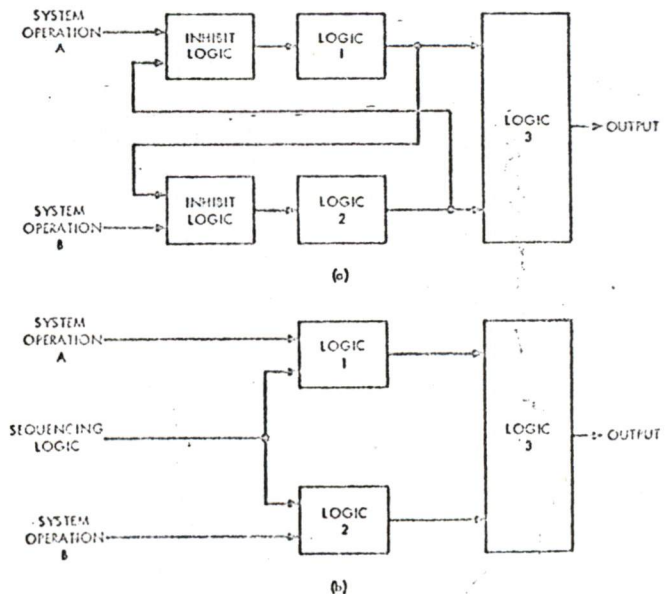 SYSTEM
OPERATION
A
INHIBIT
LOGIC
LOGIC
1
LOGIC
3
OUTPUT
SYSTEM
OPERATION
B
INHIBIT
LOGIC
LOGIC
2
(a)
SYSTEM
OPERATION
A
LOGIC
1
SEQUENCING
LOGIC
LOGIC
3
OUTPUT
SYSTEM
OPERATION
B
LOGIC
2
(b)